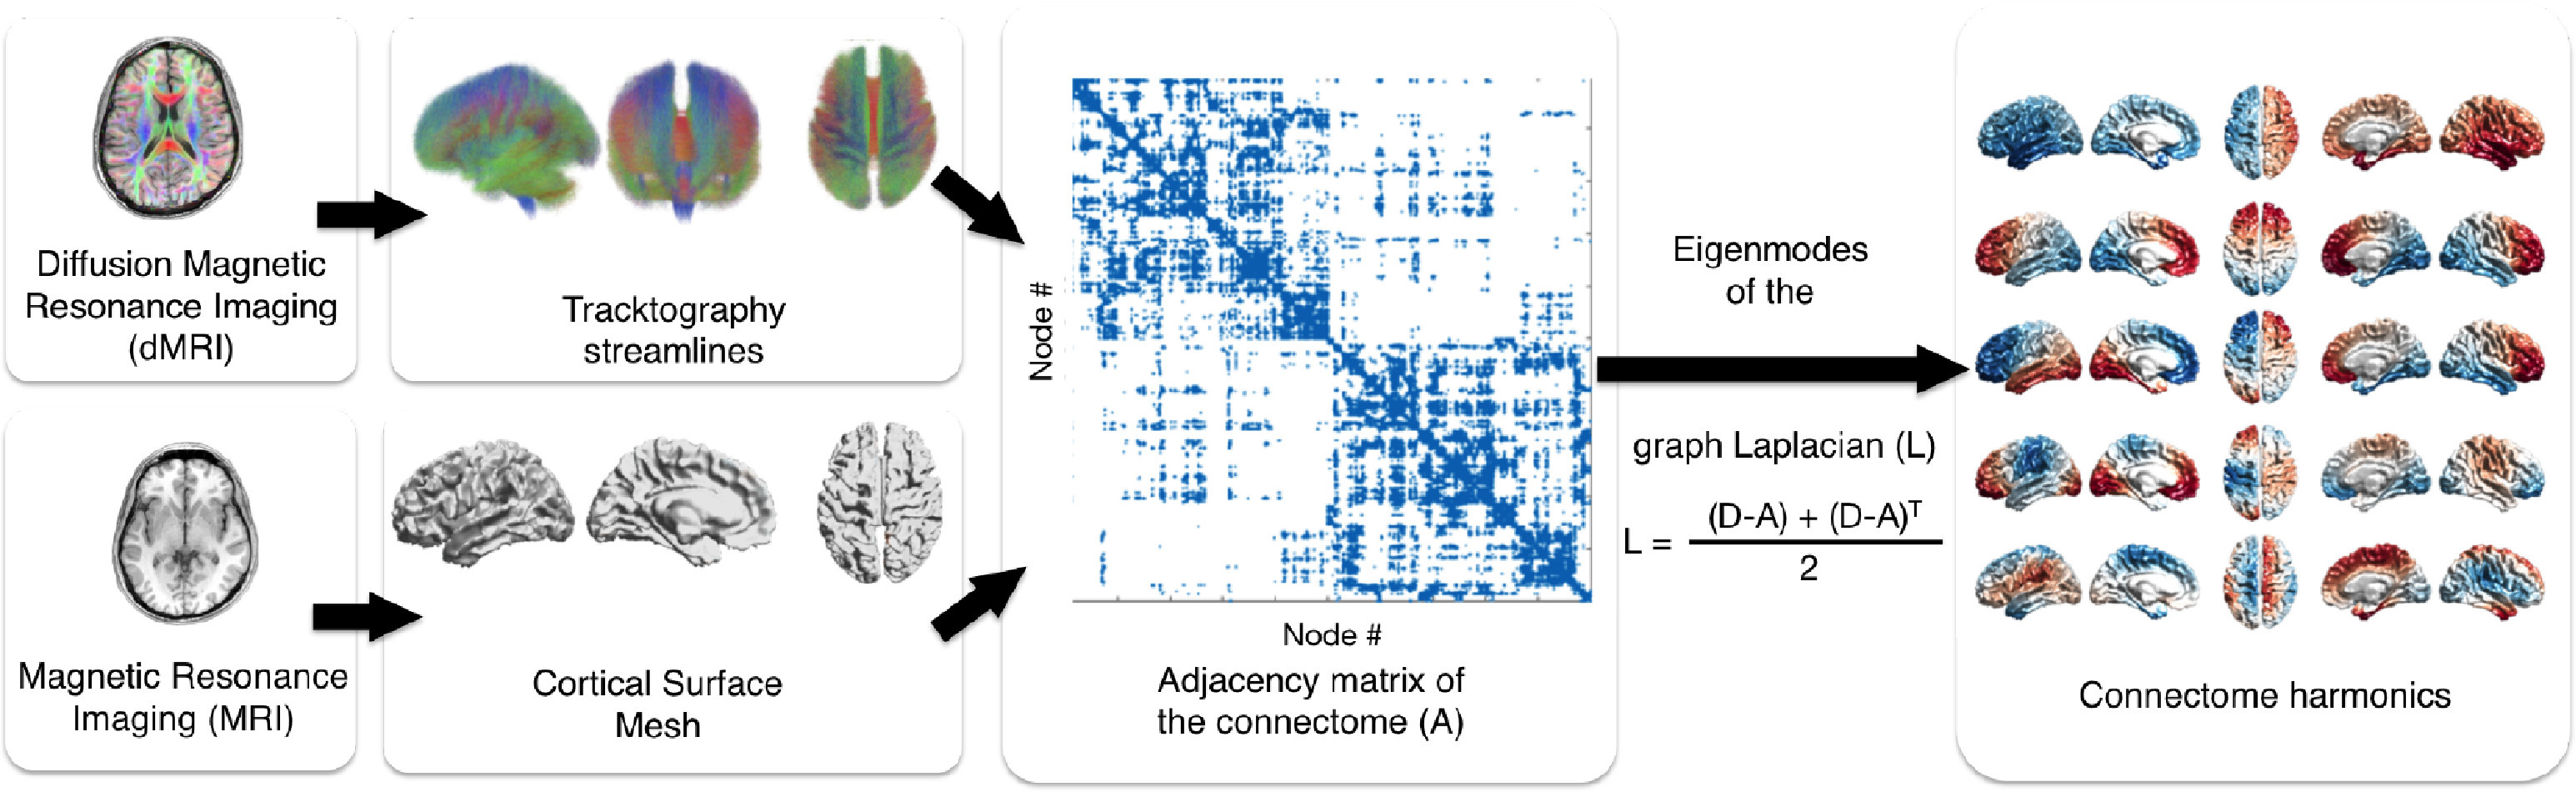 Diffusion Magnetic
Resonance Imaging
(dMRI)
Tracktography
streamlines
Magnetic Resonance
Imaging (MRI)
Cortical Surface
Mesh
Node #
Node #
Adjacency matrix of
the connectome (A)
Eigenmodes
of the
graph Laplacian (L)
L = (D-A) + (D-A)ᵀ
2
Connectome harmonics